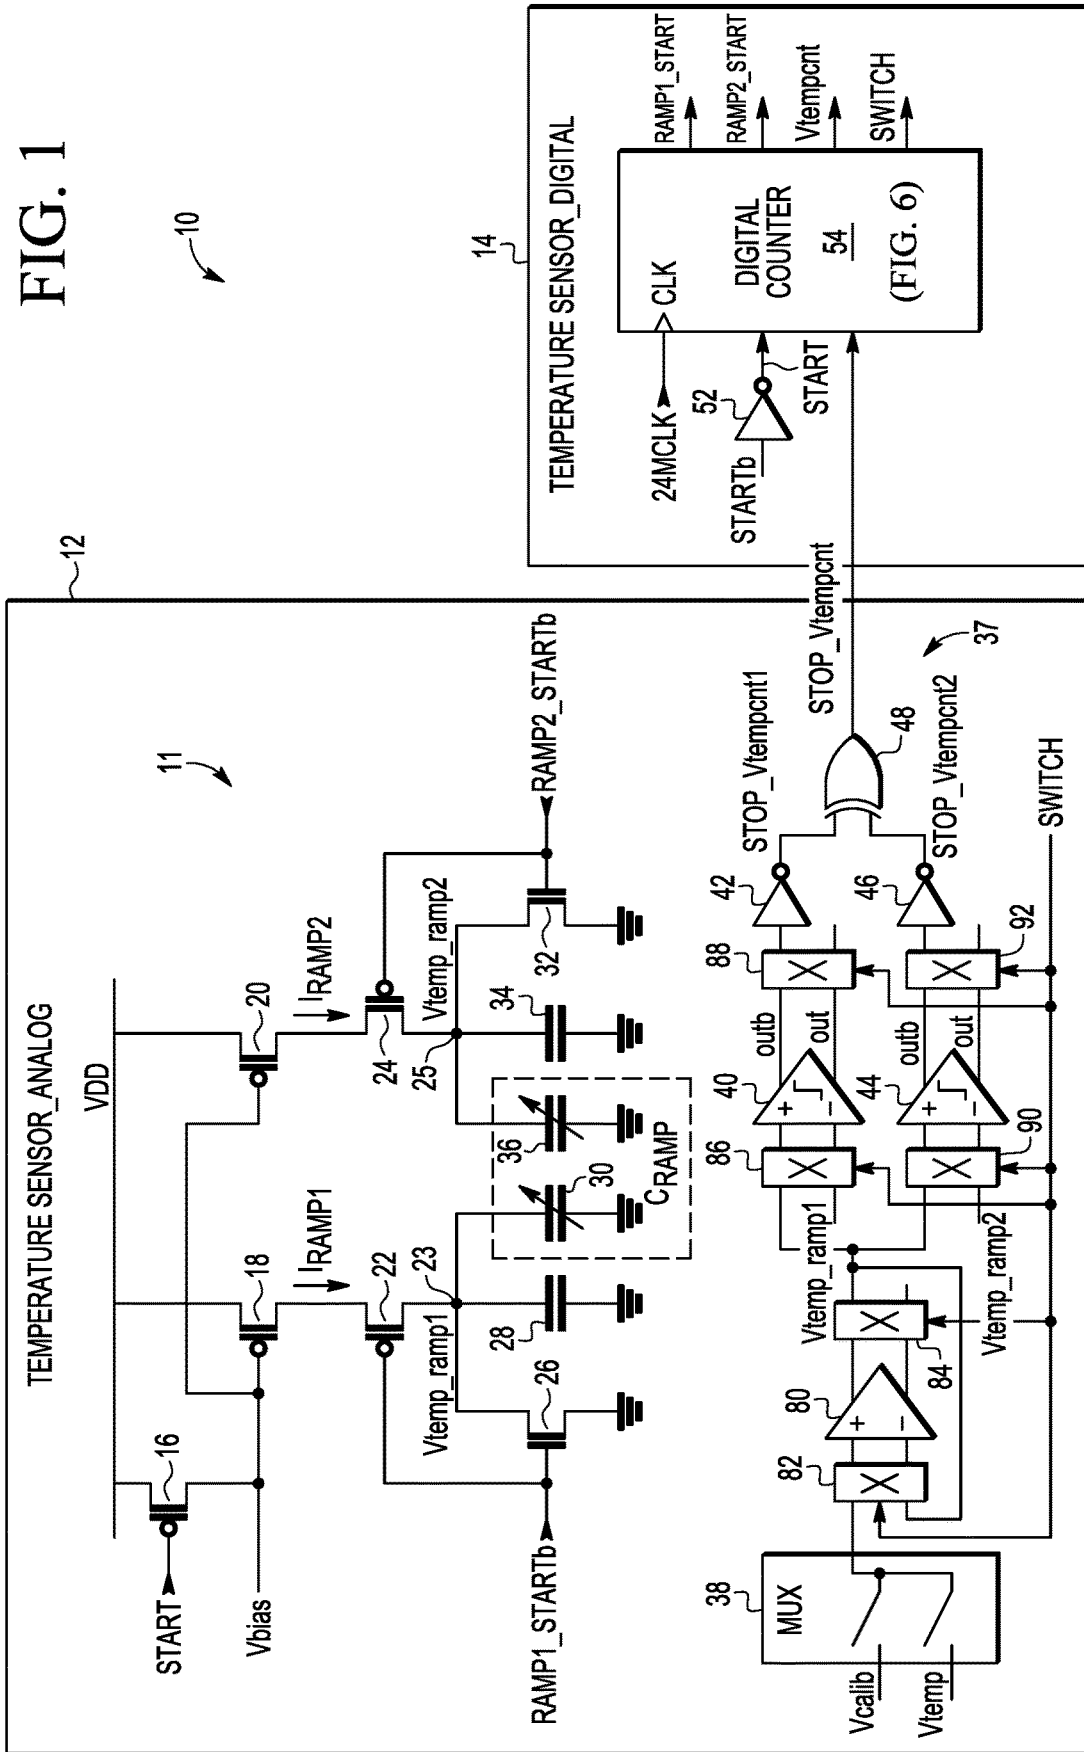 FIG. 1
10
12
TEMPERATURE SENSOR_ANALOG
VDD
11
START
16
18
20
Vbias
IRAMP1
IRAMP2
22
24
23
25
Vtemp_ramp1
Vtemp_ramp2
RAMP1_STARTb
RAMP2_STARTb
26
28
30
36
34
32
CRAMP
38
MUX
Vcalib
Vtemp
82
80
+
−
84
Vtemp_ramp1
Vtemp_ramp2
86
40
+
−
outb
out
88
42
STOP_Vtempcnt1
90
44
+
−
outb
out
92
46
STOP_Vtempcnt2
48
37
SWITCH
STOP_Vtempcnt
14
TEMPERATURE SENSOR_DIGITAL
24MCLK
CLK
STARTb
52
START
DIGITAL
COUNTER
54
(FIG. 6)
RAMP1_START
RAMP2_START
Vtempcnt
SWITCH